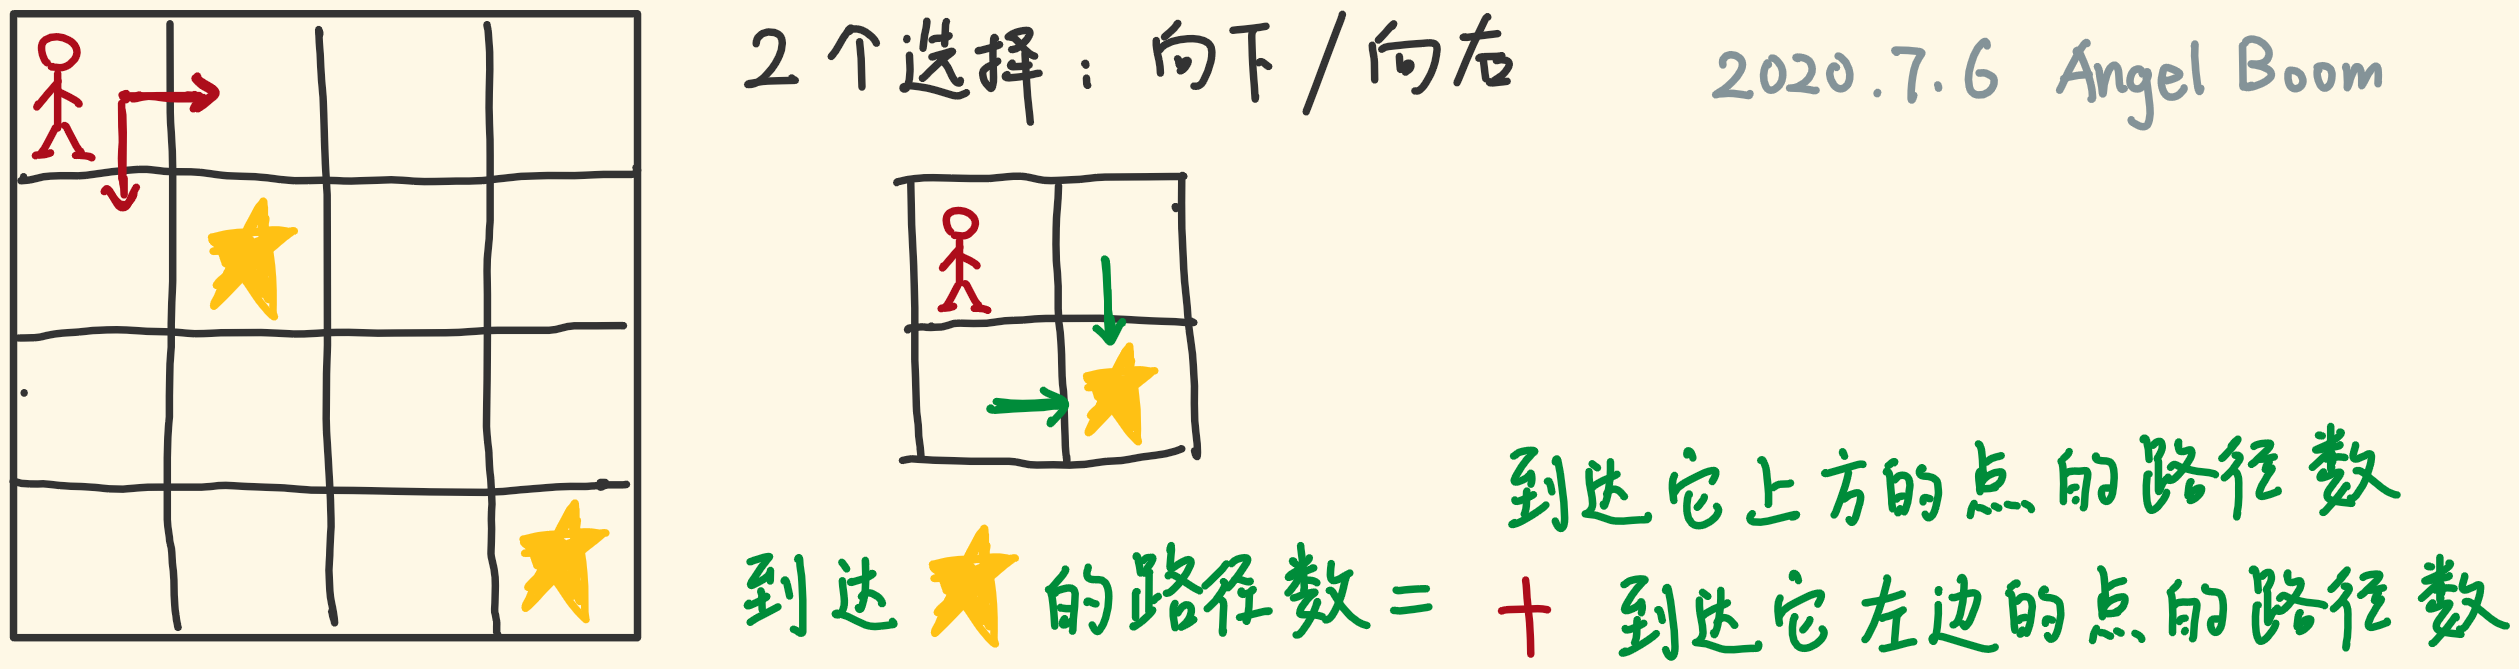 2个选择：向下/向右
2020.7.6 Angel Boom
到达它上方的点的路径数
到达 的路径数=
+ 到达它左边的点的路径数